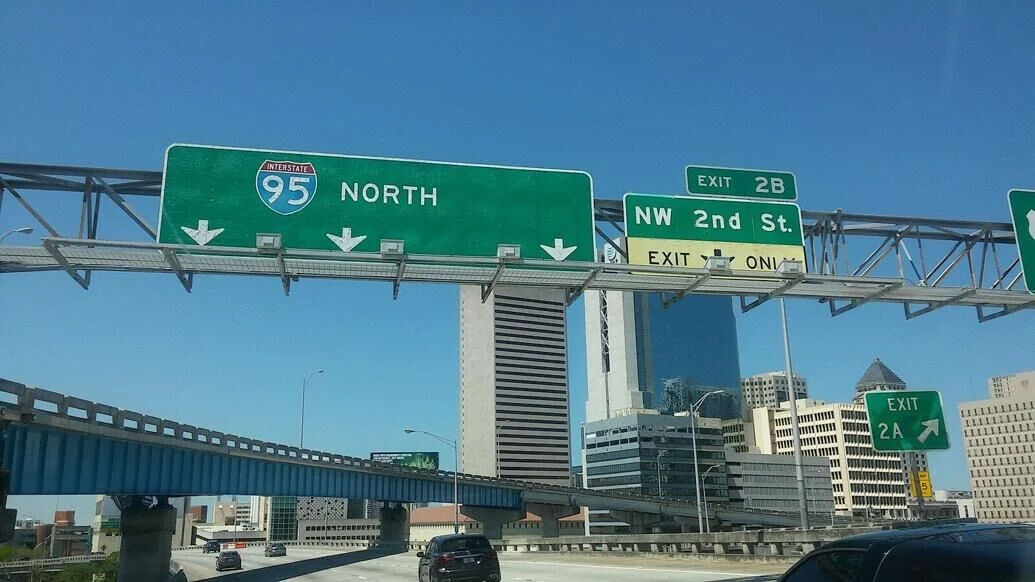 INTERSTATE
95 NORTH
EXIT 2B
NW 2nd St.
EXIT ONLY
EXIT
2A